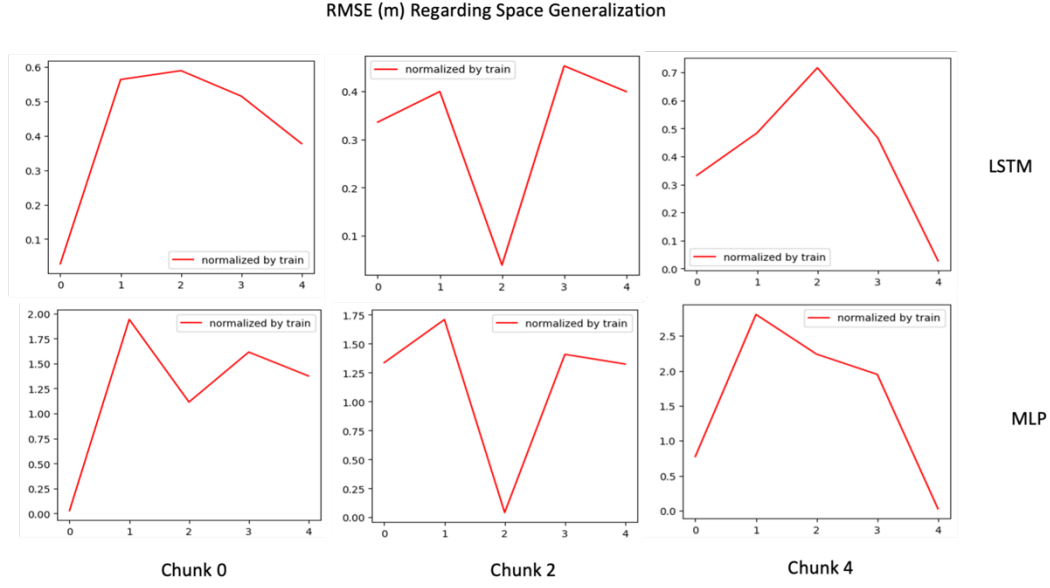 RMSE (m) Regarding Space Generalization
0.6
0.5
0.4
0.3
0.2
0.1
0 1 2 3 4
normalized by train
0.4
0.3
0.2
0.1
0 1 2 3 4
normalized by train
0.7
0.6
0.5
0.4
0.3
0.2
0.1
0.0
0 1 2 3 4
normalized by train
LSTM
2.00
1.75
1.50
1.25
1.00
0.75
0.50
0.25
0.00
0 1 2 3 4
normalized by train
1.75
1.50
1.25
1.00
0.75
0.50
0.25
0.00
0 1 2 3 4
normalized by train
2.5
2.0
1.5
1.0
0.5
0.0
0 1 2 3 4
normalized by train
MLP
Chunk 0
Chunk 2
Chunk 4